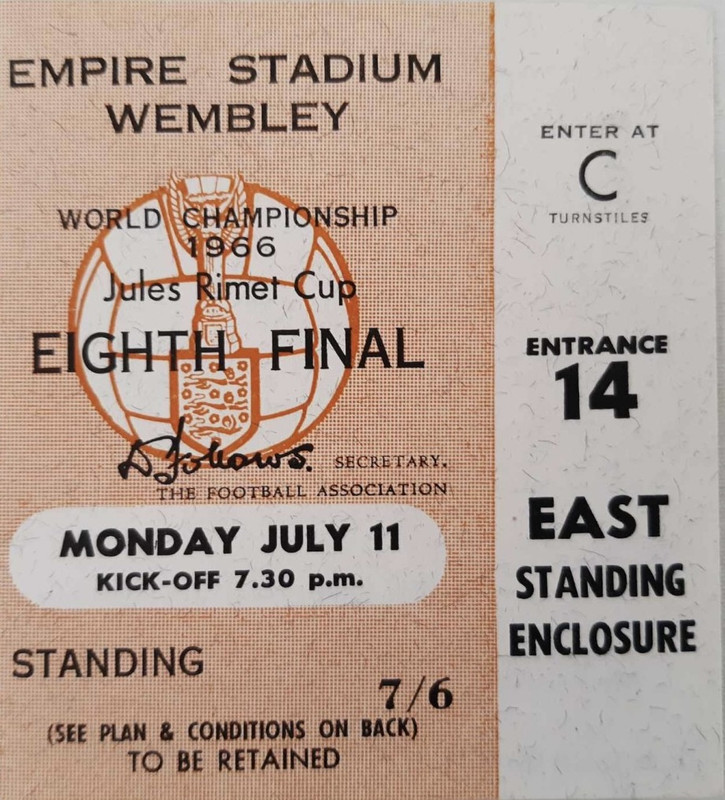 EMPIRE STADIUM
WEMBLEY
WORLD CHAMPIONSHIP
1966
Jules Rimet Cup
EIGHTH FINAL
D Follows. SECRETARY,
THE FOOTBALL ASSOCIATION
MONDAY JULY 11
KICK-OFF 7.30 p.m.
STANDING
7/6
(SEE PLAN & CONDITIONS ON BACK)
TO BE RETAINED
ENTER AT
C
TURNSTILES
ENTRANCE
14
EAST
STANDING
ENCLOSURE